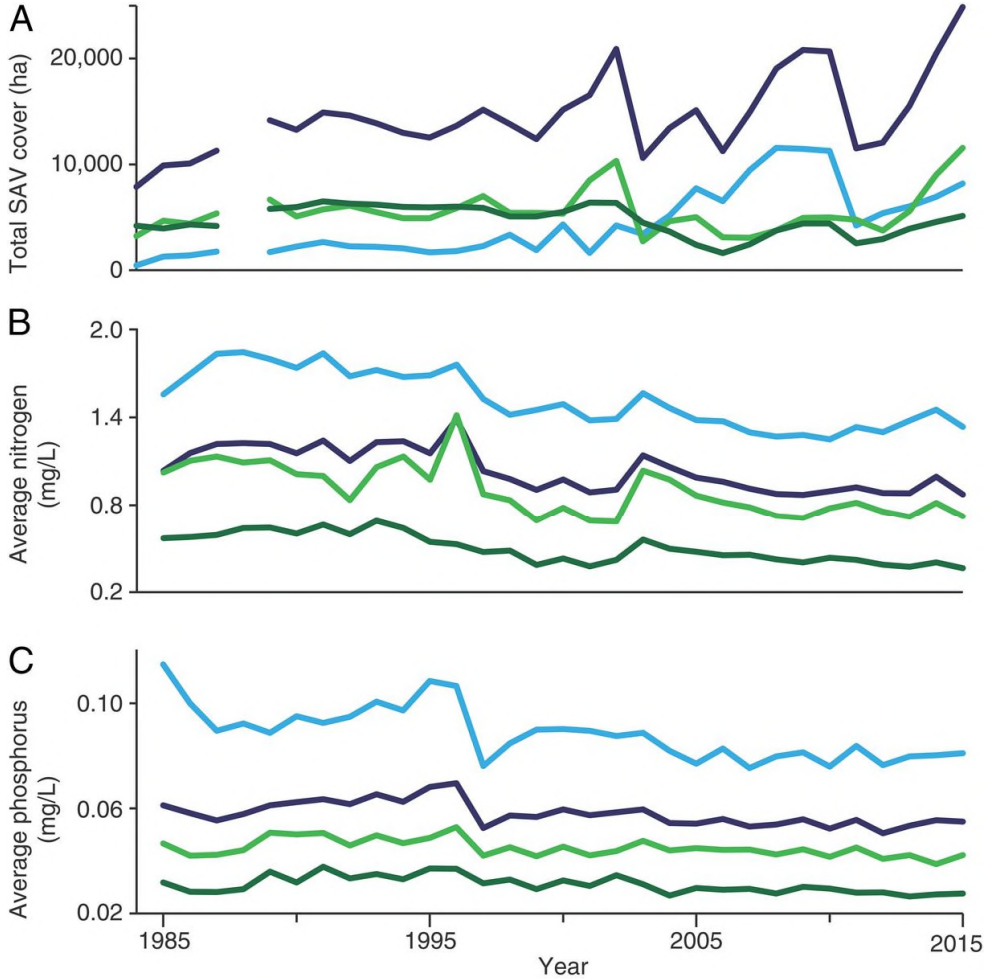 A
Total SAV cover (ha)
20,000
10,000
0
B
Average nitrogen
(mg/L)
2.0
1.4
0.8
0.2
C
Average phosphorus
(mg/L)
0.10
0.06
0.02
1985
1995
2005
2015
Year